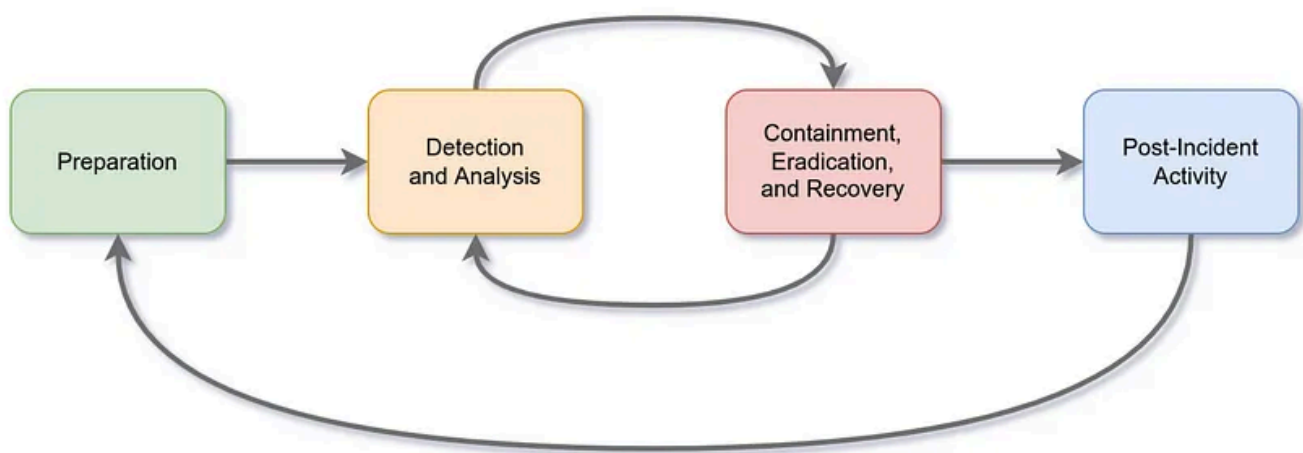 Preparation
Detection
and Analysis
Containment,
Eradication,
and Recovery
Post-Incident
Activity